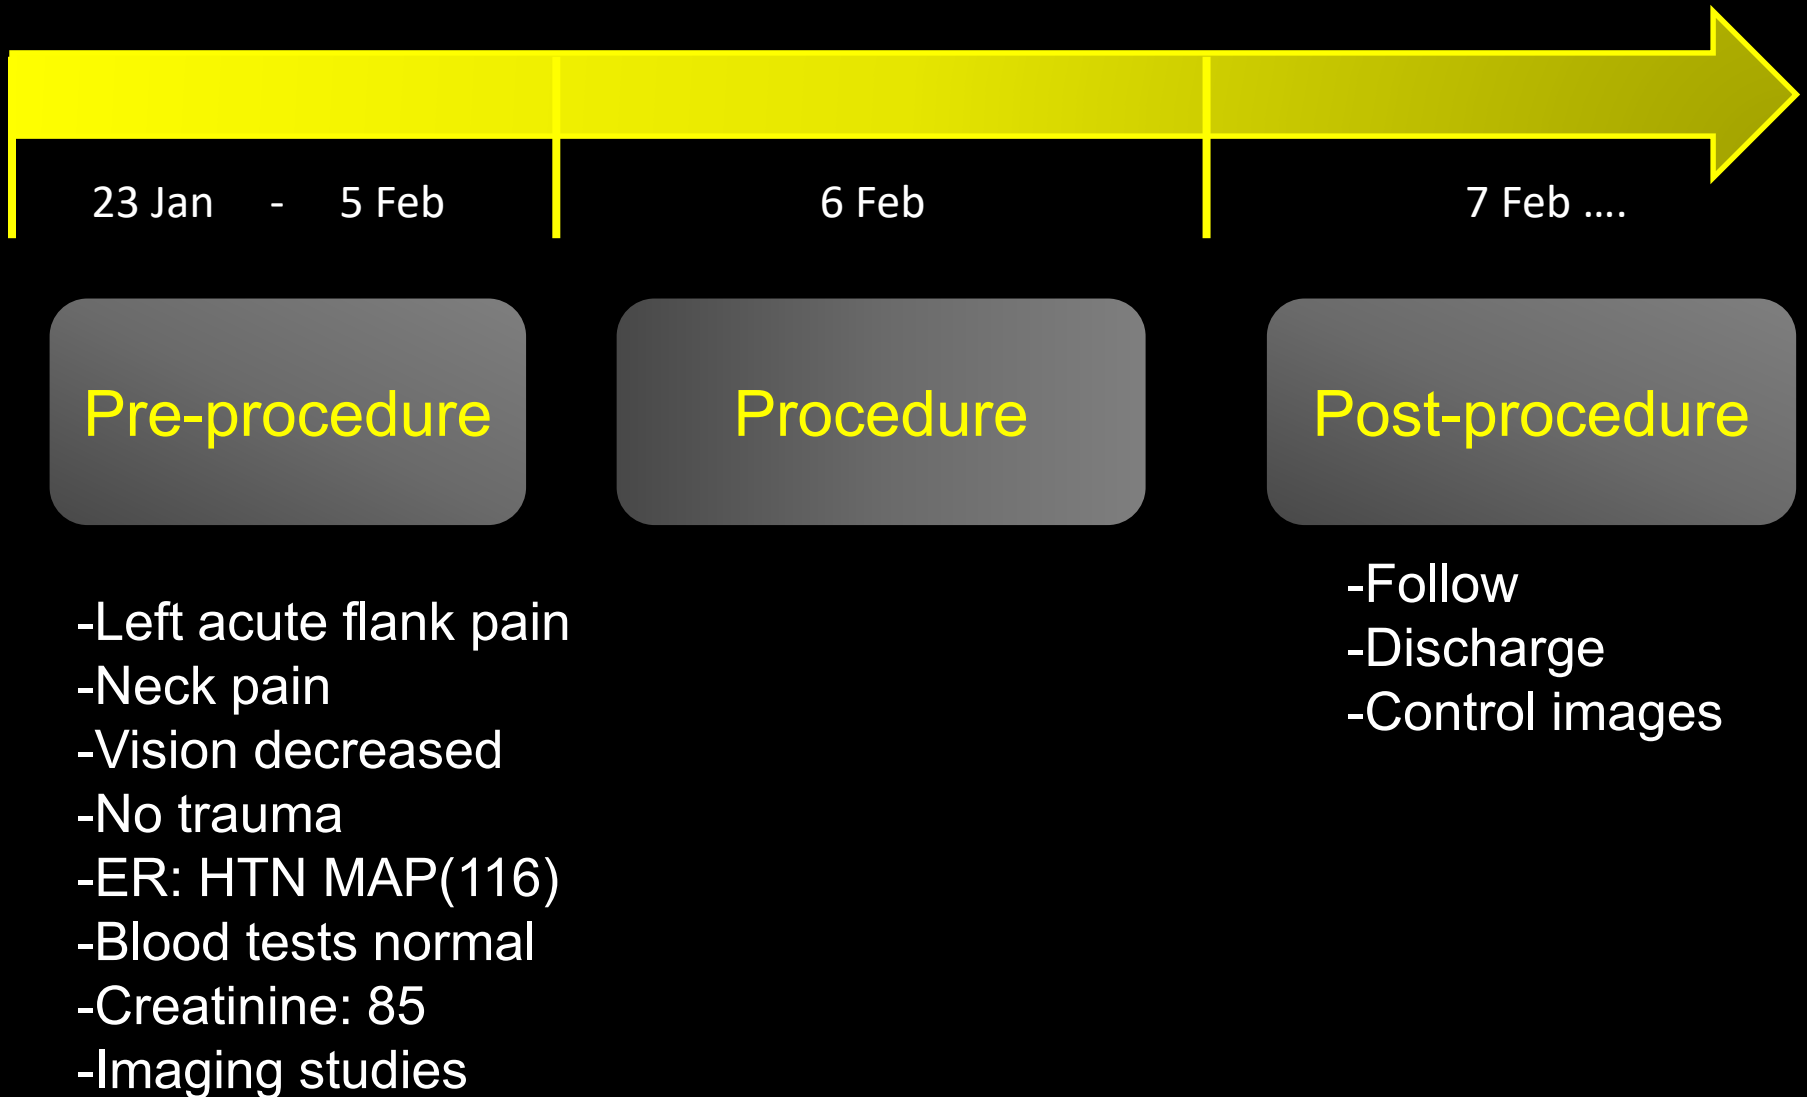 23 Jan - 5 Feb
6 Feb
7 Feb ....
Pre-procedure
Procedure
Post-procedure
-Left acute flank pain
-Neck pain
-Vision decreased
-No trauma
-ER: HTN MAP(116)
-Blood tests normal
-Creatinine: 85
-Imaging studies
-Follow
-Discharge
-Control images